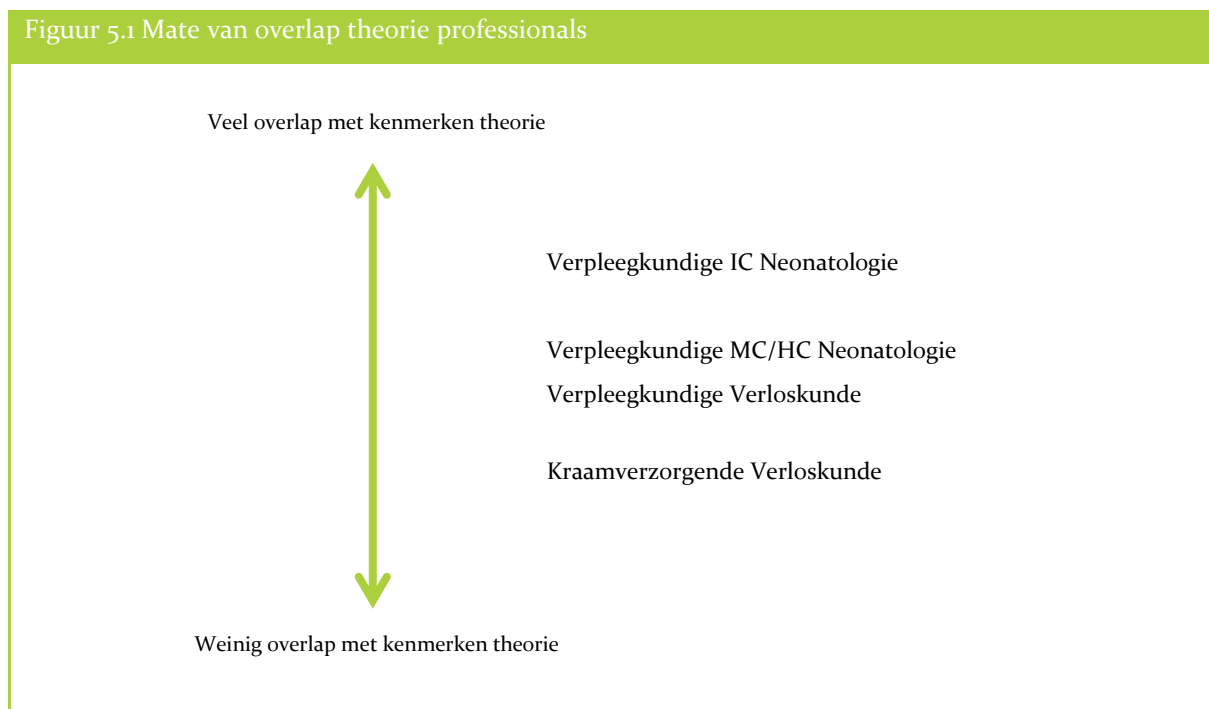 Figuur 5.1 Mate van overlap theorie professionals
Veel overlap met kenmerken theorie
Verpleegkundige IC Neonatologie
Verpleegkundige MC/HC Neonatologie
Verpleegkundige Verloskunde
Kraamverzorgende Verloskunde
Weinig overlap met kenmerken theorie